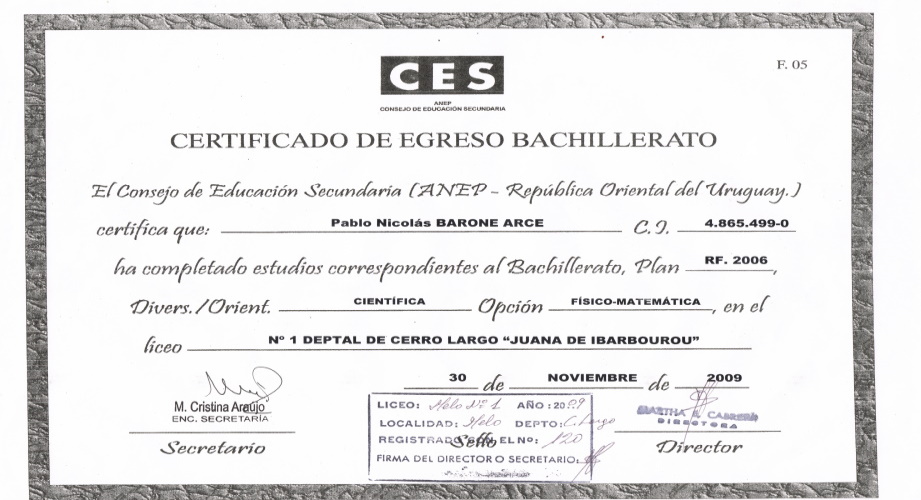 CES
F. 05
ANEP
CONSEJO DE EDUCACIÓN SECUNDARIA
CERTIFICADO DE EGRESO BACHILLERATO
El Consejo de Educación Secundaria (ANEP - República Oriental del Uruguay.)
certifica que: Pablo Nicolás BARONE ARCE C.I. 4.865.499-0
ha completado estudios correspondientes al Bachillerato, Plan RF. 2006,
Divers./Orient. CIENTÍFICA Opción FÍSICO-MATEMÁTICA, en el
liceo Nº 1 DEPTAL DE CERRO LARGO “JUANA DE IBARBOUROU”
30 de NOVIEMBRE de 2009
M. Cristina Araújo
ENC. SECRETARÍA
Secretario
LICEO: Melo Nº 1 AÑO: 2009
LOCALIDAD: Melo DEPTO: C. Largo
REGISTRADO CON EL Nº: 120
Sello
FIRMA DEL DIRECTOR O SECRETARIO:
MARTHA A. CABRERA
DIRECTORA
Director